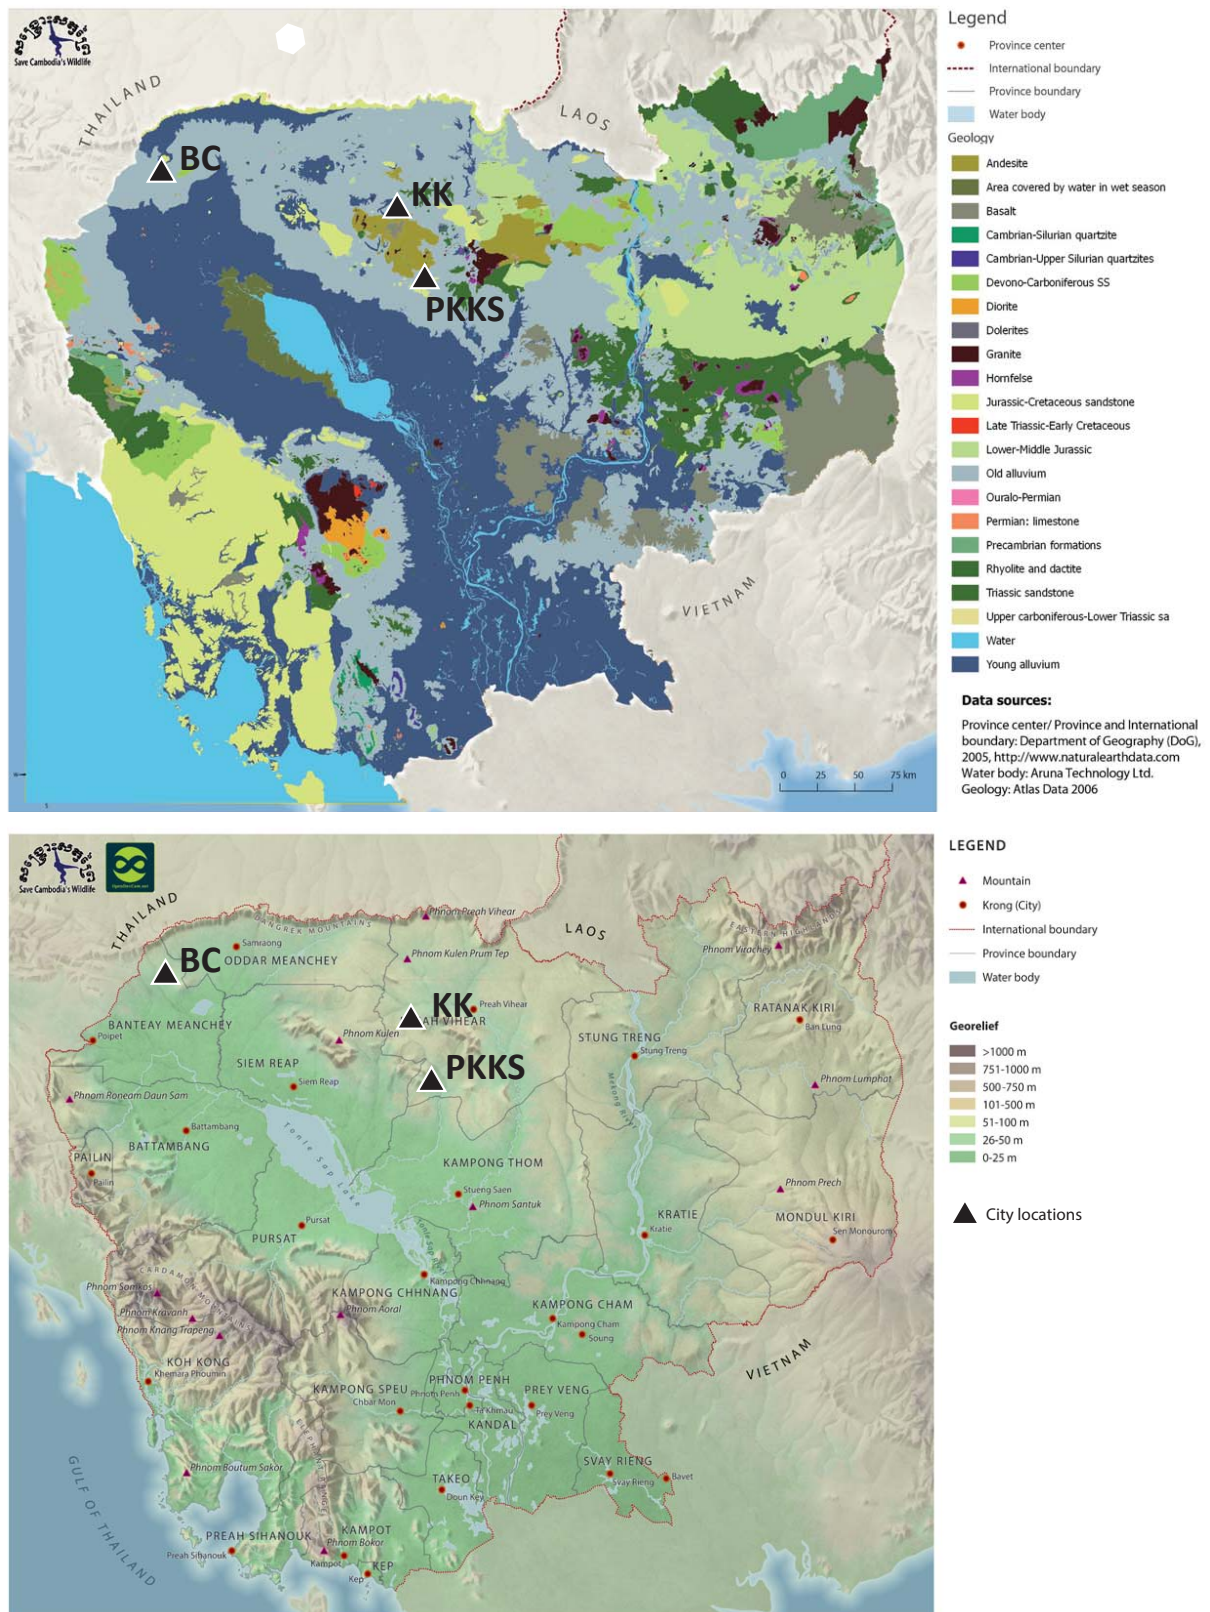 Save Cambodia's Wildlife
THAILAND
LAOS
BC
KK
PKKS
VIETNAM
0 25 50 75 km
Legend
Province center
International boundary
Province boundary
Water body
Geology
Andesite
Area covered by water in wet season
Basalt
Cambrian-Silurian quartzite
Cambrian-Upper Silurian quartzites
Devono-Carboniferous SS
Diorite
Dolerites
Granite
Hornfelse
Jurassic-Cretaceous sandstone
Late Triassic-Early Cretaceous
Lower-Middle Jurassic
Old alluvium
Ouralo-Permian
Permian: limestone
Precambrian formations
Rhyolite and dactite
Triassic sandstone
Upper carboniferous-Lower Triassic sa
Water
Young alluvium
Data sources:
Province center/ Province and International
boundary: Department of Geography (DoG),
2005, http://www.naturalearthdata.com
Water body: Aruna Technology Ltd.
Geology: Atlas Data 2006
Save Cambodia's Wildlife
THAILAND
DANGREK MOUNTAINS
Phnom Preah Vihear
LAOS
EASTERN HIGHLANDS
Samraong
BC
ODDAR MEANCHEY
Phnom Kulen Prum Tep
Phnom Virachey
KK
Preah Vihear
AH VIHEAR
RATANAK KIRI
Ban Lung
BANTEAY MEANCHEY
Poipet
Phnom Kulen
STUNG TRENG
Stung Treng
SIEM REAP
Siem Reap
PKKS
Phnom Lumphat
Mekong River
Phnom Roneam Daun Sam
Battambang
BATTAMBANG
Tonle Sap Lake
PAILIN
Pailin
KAMPONG THOM
Stueng Saen
Phnom Santuk
Phnom Prech
KRATIE
Kratie
MONDUL KIRI
Sen Monourom
Pursat
PURSAT
Tonle Sap River
CARDAMON MOUNTAINS
Phnom Somkos
Kampong Chhnang
KAMPONG CHHNANG
Phnom Aoral
Phnom Kravanh
Phnom Knang Trapeng
KAMPONG CHAM
Kampong Cham
Soung
KOH KONG
Khemara Phoumin
VIETNAM
PHNOM PENH
Phnom Penh
KAMPONG SPEU
Chbar Mon
Ta Khmau
KANDAL
PREY VENG
Prey Veng
ELEPHANT RANGE
GULF OF THAILAND
Phnom Boutum Sakor
TAKEO
Doun Key
SVAY RIENG
Svay Rieng
Bavet
PREAH SIHANOUK
Preah Sihanouk
KAMPOT
Phnom Bokor
Kampot
KEP
Kep
LEGEND
Mountain
Krong (City)
International boundary
Province boundary
Water body
Georelief
>1000 m
751-1000 m
500-750 m
101-500 m
51-100 m
26-50 m
0-25 m
City locations